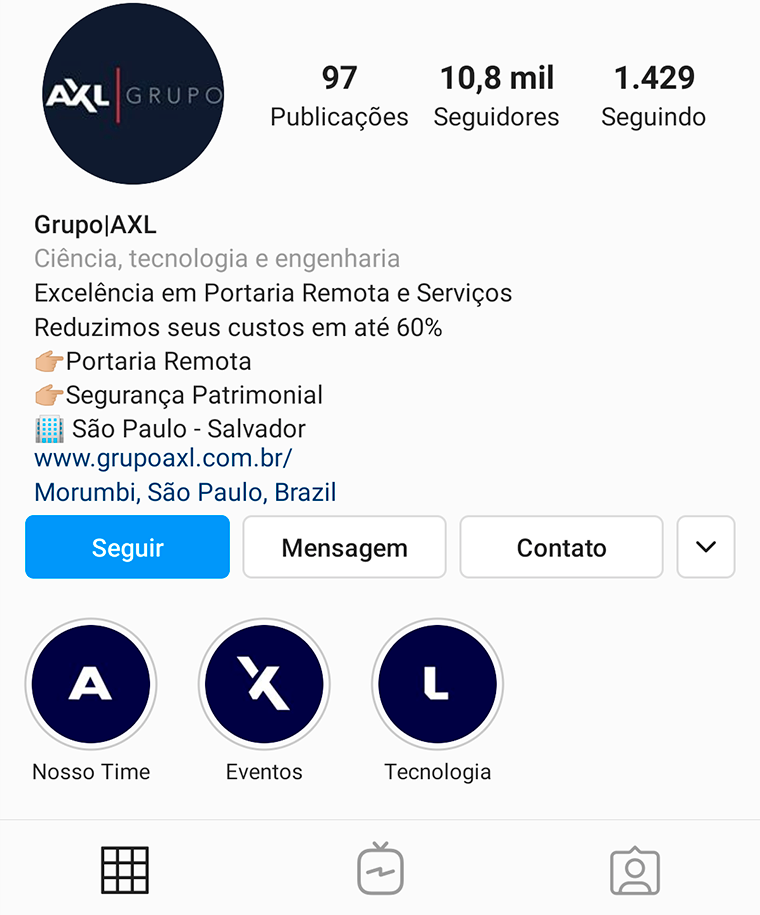 AXL GRUPO
97 10,8 mil 1.429
Publicações Seguidores Seguindo
Grupo|AXL
Ciência, tecnologia e engenharia
Excelência em Portaria Remota e Serviços
Reduzimos seus custos em até 60%
👉🏼Portaria Remota
👉🏼Segurança Patrimonial
🏢 São Paulo - Salvador
www.grupoaxl.com.br/
Morumbi, São Paulo, Brazil
Seguir Mensagem Contato
A X L
Nosso Time Eventos Tecnologia